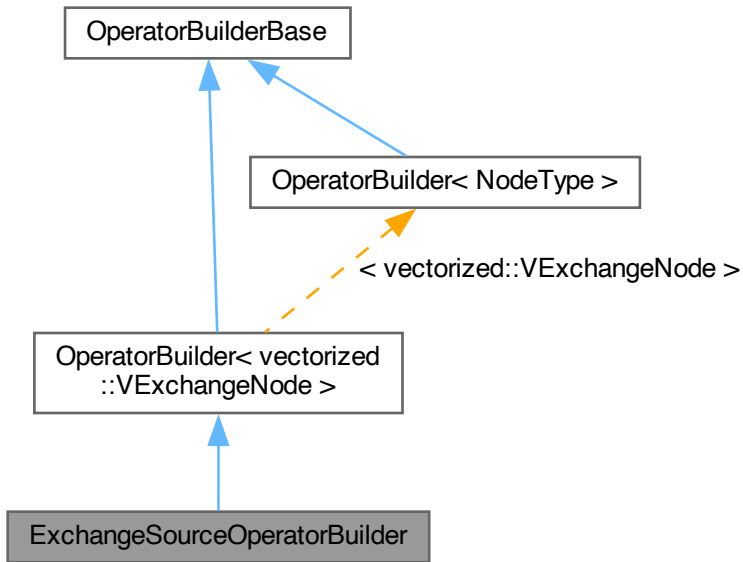 OperatorBuilderBase
OperatorBuilder< NodeType >
< vectorized::VExchangeNode >
OperatorBuilder< vectorized
::VExchangeNode >
ExchangeSourceOperatorBuilder